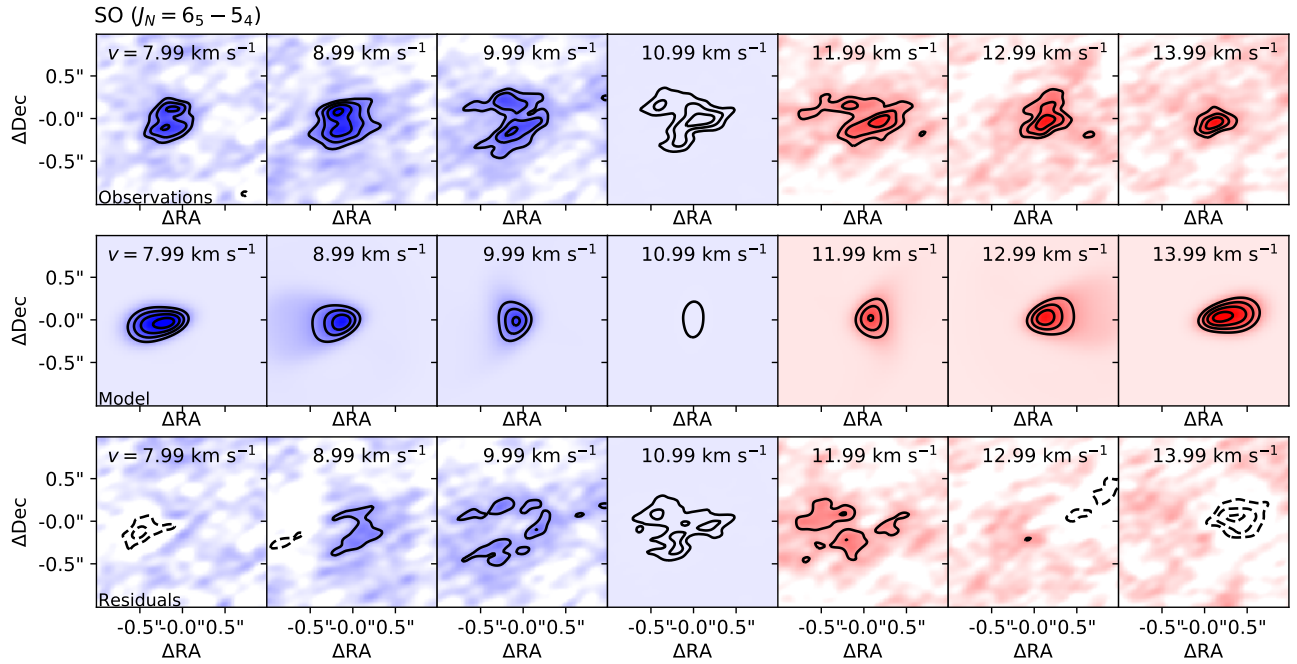 SO (J_N = 6_5 − 5_4)
v = 7.99 km s⁻¹ 8.99 km s⁻¹ 9.99 km s⁻¹ 10.99 km s⁻¹ 11.99 km s⁻¹ 12.99 km s⁻¹ 13.99 km s⁻¹
0.5"
-0.0"
-0.5"
ΔDec
Observations
ΔRA ΔRA ΔRA ΔRA ΔRA ΔRA ΔRA
v = 7.99 km s⁻¹ 8.99 km s⁻¹ 9.99 km s⁻¹ 10.99 km s⁻¹ 11.99 km s⁻¹ 12.99 km s⁻¹ 13.99 km s⁻¹
0.5"
-0.0"
-0.5"
ΔDec
Model
ΔRA ΔRA ΔRA ΔRA ΔRA ΔRA ΔRA
v = 7.99 km s⁻¹ 8.99 km s⁻¹ 9.99 km s⁻¹ 10.99 km s⁻¹ 11.99 km s⁻¹ 12.99 km s⁻¹ 13.99 km s⁻¹
0.5"
-0.0"
-0.5"
ΔDec
Residuals
-0.5"-0.0"0.5" -0.5"-0.0"0.5" -0.5"-0.0"0.5" -0.5"-0.0"0.5" -0.5"-0.0"0.5" -0.5"-0.0"0.5" -0.5"-0.0"0.5"
ΔRA ΔRA ΔRA ΔRA ΔRA ΔRA ΔRA